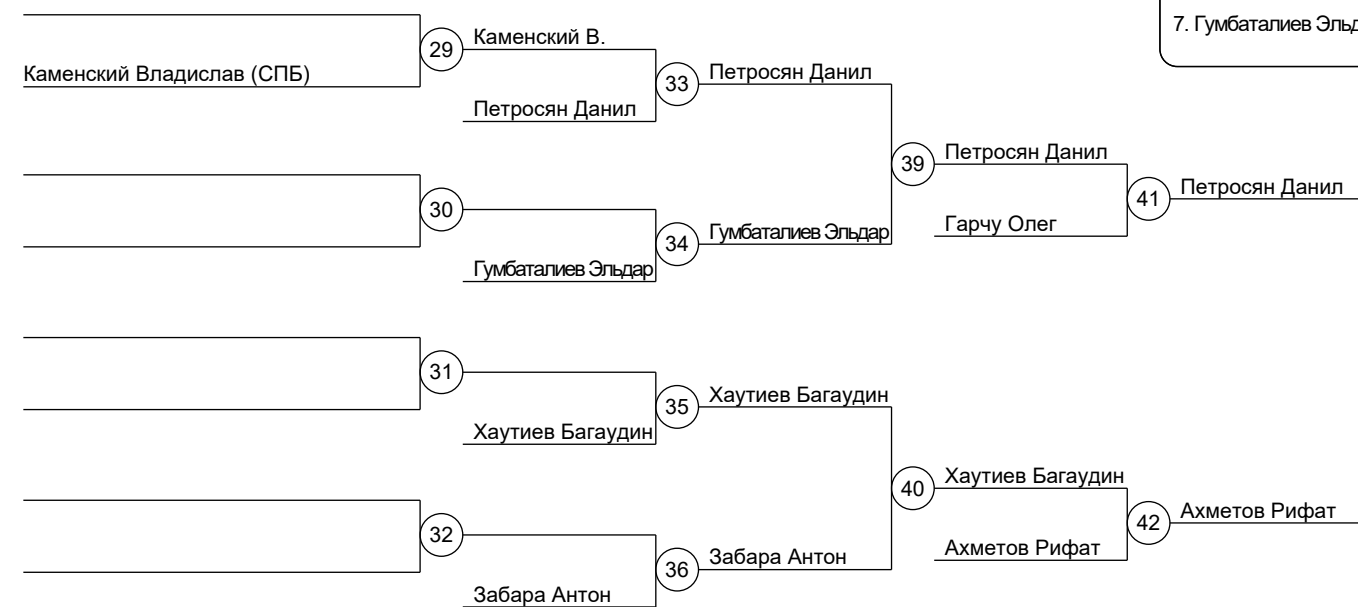 7. Гумбаталиев Эльд
29
Каменский В.
Каменский Владислав (СПБ)
33
Петросян Данил
Петросян Данил
39
Петросян Данил
30
41
Петросян Данил
34
Гумбаталиев Эльдар
Гарчу Олег
Гумбаталиев Эльдар
31
35
Хаутиев Багаудин
Хаутиев Багаудин
40
Хаутиев Багаудин
32
42
Ахметов Рифат
36
Забара Антон
Ахметов Рифат
Забара Антон